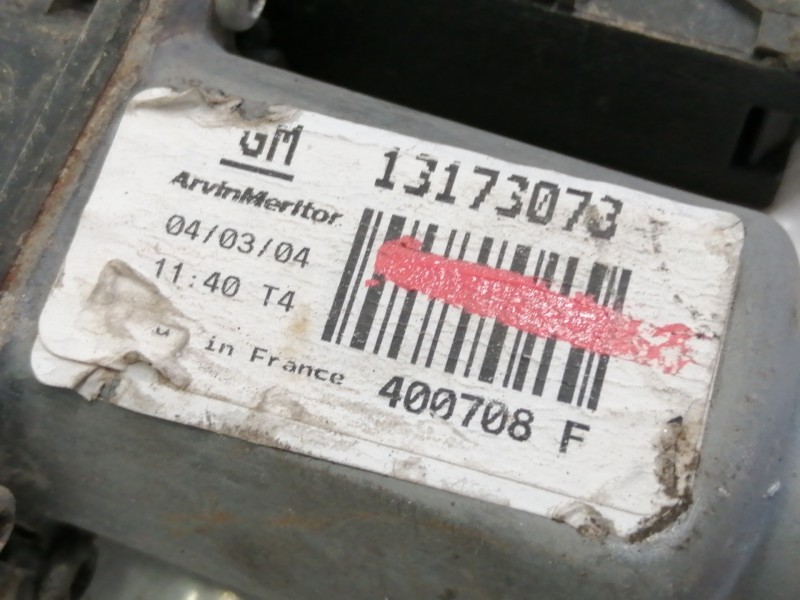 GM
13173073
ArvinMeritor
04/03/04
11:40 T4
in France
400708 F